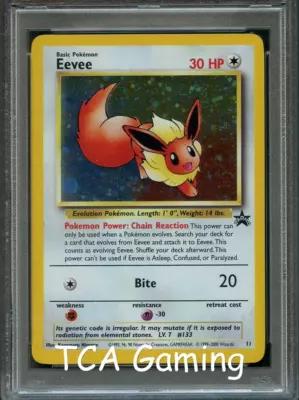 Basic Pokémon
Eevee
30 HP
Evolution Pokémon. Length: 1' 0", Weight: 14 lbs.
Pokemon Power: Chain Reaction This power can
only be used when a Pokémon evolves. Search your deck for
a card that evolves from Eevee and attach it to Eevee. This
counts as evolving Eevee. Shuffle your deck afterward. This
power can't be used if Eevee is Asleep, Confused, or Paralyzed.
Bite 20
weakness resistance retreat cost
-30
Its genetic code is irregular. It may mutate if it is exposed to
radiation from elements LV. 7 #133
TCA Gaming
11